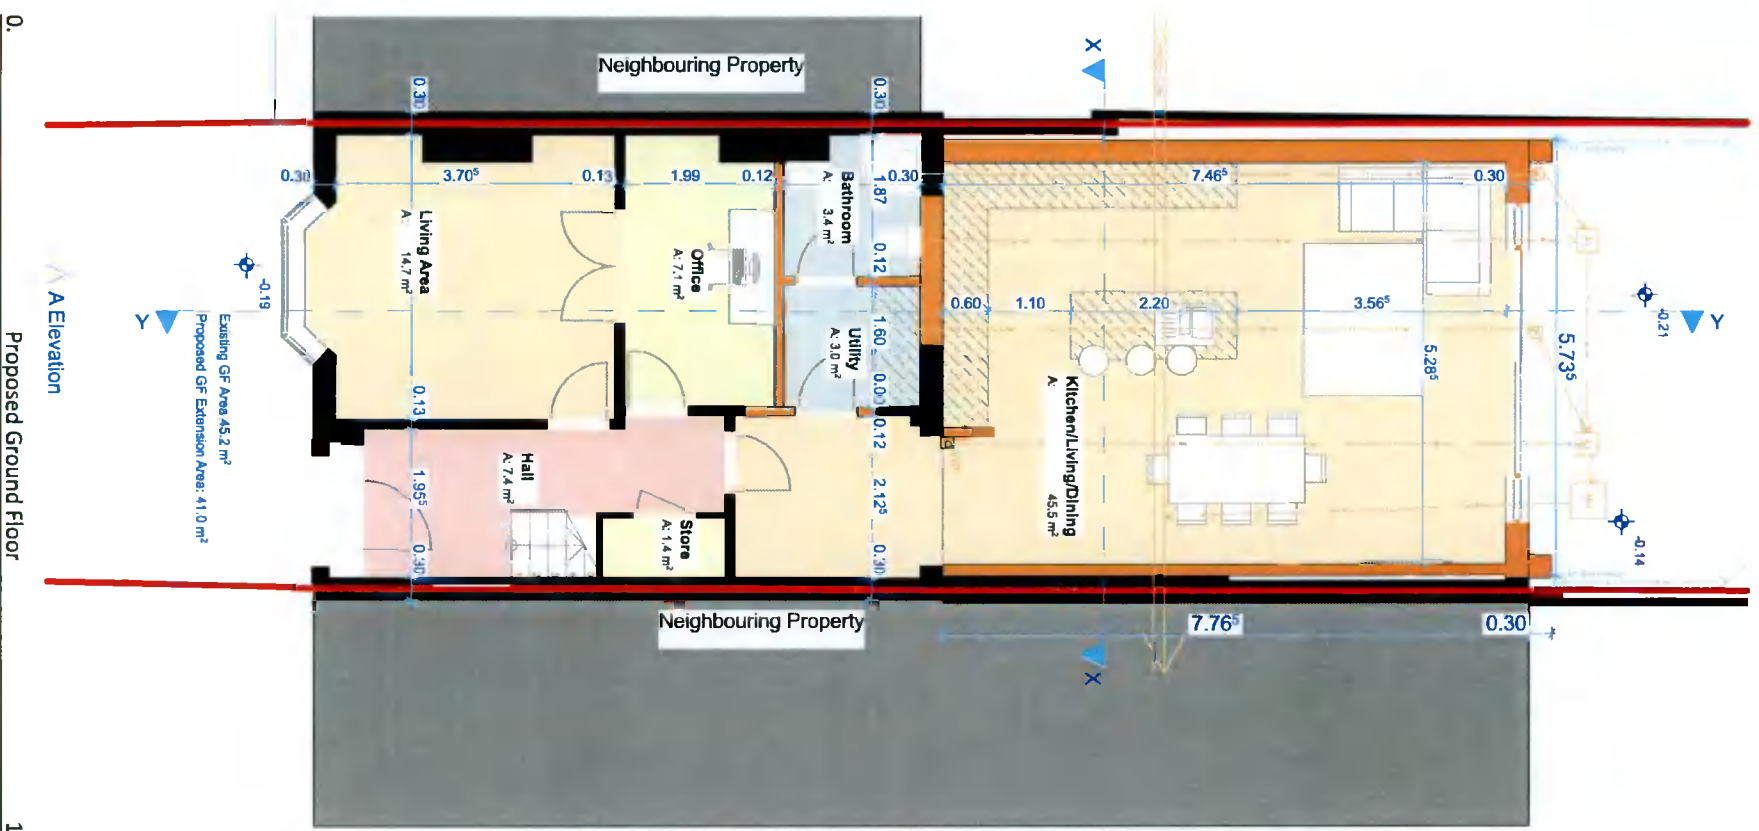 Neighbouring Property
X
0.30
0.30
0.30
3.70⁵
0.13
1.99
0.12
0.30
7.46⁵
0.30
1.87
Bathroom
A: 3.4 m²
0.12
Living Area
A: 14.7 m²
Office
A: 7.1 m²
-0.19
-0.21
Y
Y
0.60
1.10
2.20
3.56⁵
5.28⁵
5.73⁵
Utility
A: 3.0 m²
1.60
0.12
Kitchen/Living/Dining
A: 45.5 m²
0.13
Existing GF Area 45.2 m²
Proposed GF Extension Area: 41.0 m²
A Elevation
Hall
A: 7.4 m²
1.95⁵
2.12⁵
Store
A: 1.4 m²
0.30
0.30
-0.14
Neighbouring Property
7.76⁵
0.30
X
0.
Proposed Ground Floor
1